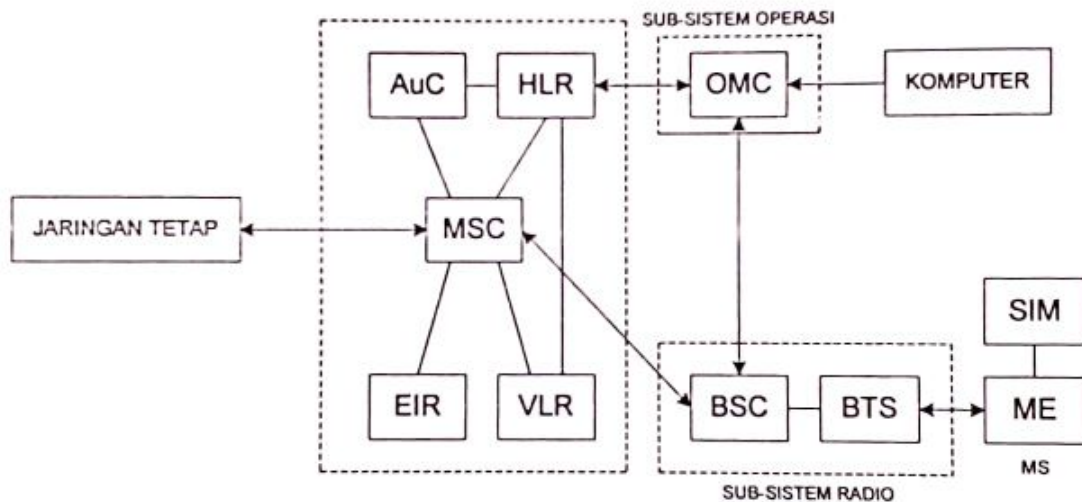 SUB-SISTEM OPERASI
AuC
HLR
OMC
KOMPUTER
JARINGAN TETAP
MSC
SIM
EIR
VLR
BSC
BTS
ME
MS
SUB-SISTEM RADIO